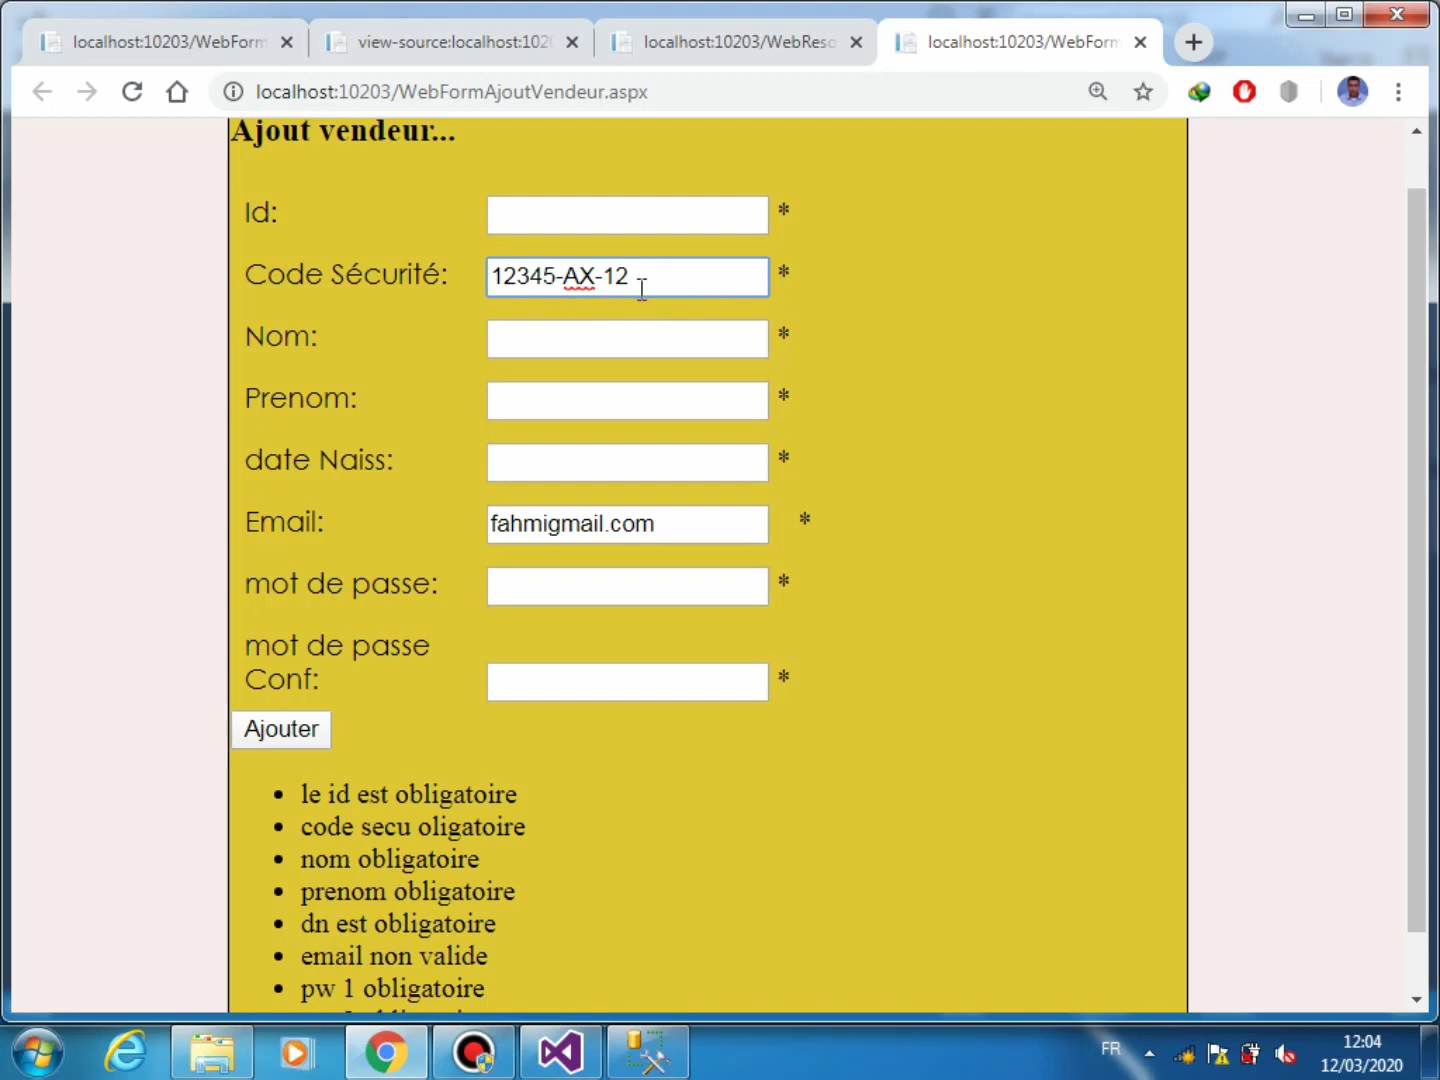 localhost:10203/WebForm
view-source:localhost:102
localhost:10203/WebReso
localhost:10203/WebForm
localhost:10203/WebFormAjoutVendeur.aspx
Ajout vendeur...
Id: *
Code Sécurité: 12345-AX-12 *
Nom: *
Prenom: *
date Naiss: *
Email: fahmigmail.com *
mot de passe: *
mot de passe
Conf: *
Ajouter
• le id est obligatoire
• code secu oligatoire
• nom obligatoire
• prenom obligatoire
• dn est obligatoire
• email non valide
• pw 1 obligatoire
FR
12:04
12/03/2020